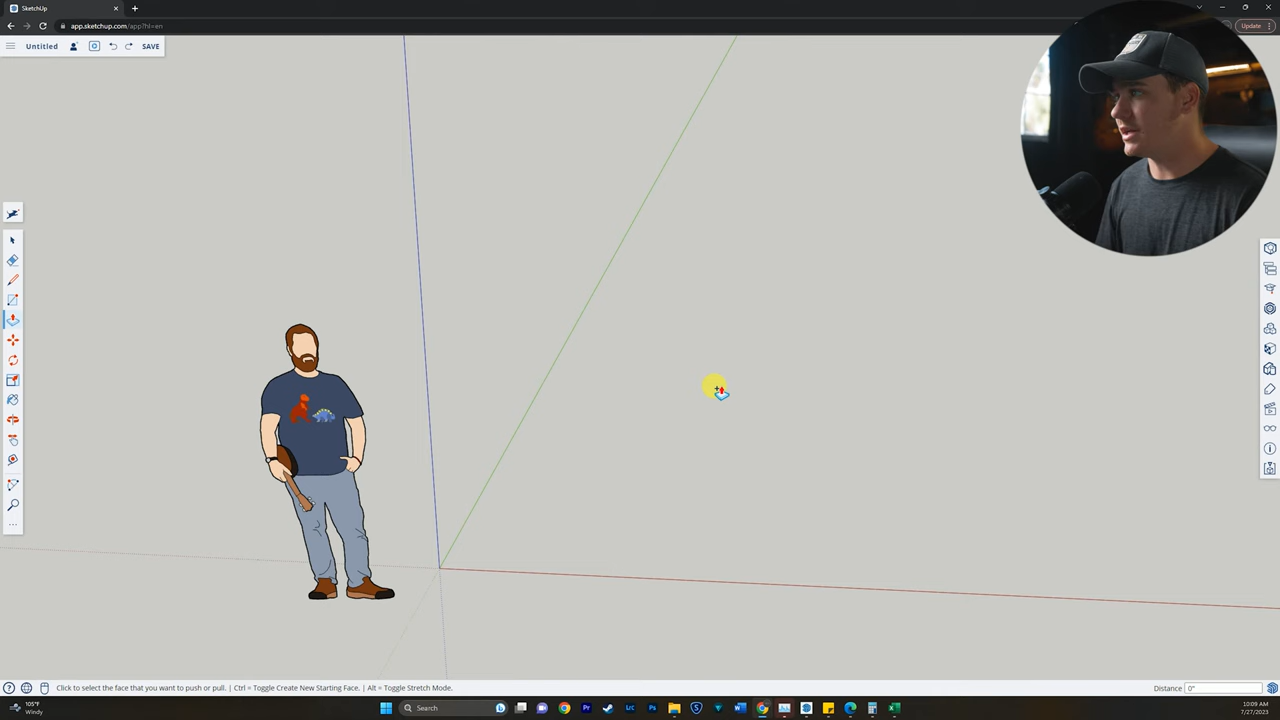 SketchUp
app.sketchup.com/app?hl=en
Update
Untitled
SAVE
Click to select the face that you want to push or pull. | Ctrl = Toggle Create New Starting Face. | Alt = Toggle Stretch Mode.
Distance 0"
105°F
Windy
Search
10:09 AM
7/27/2023